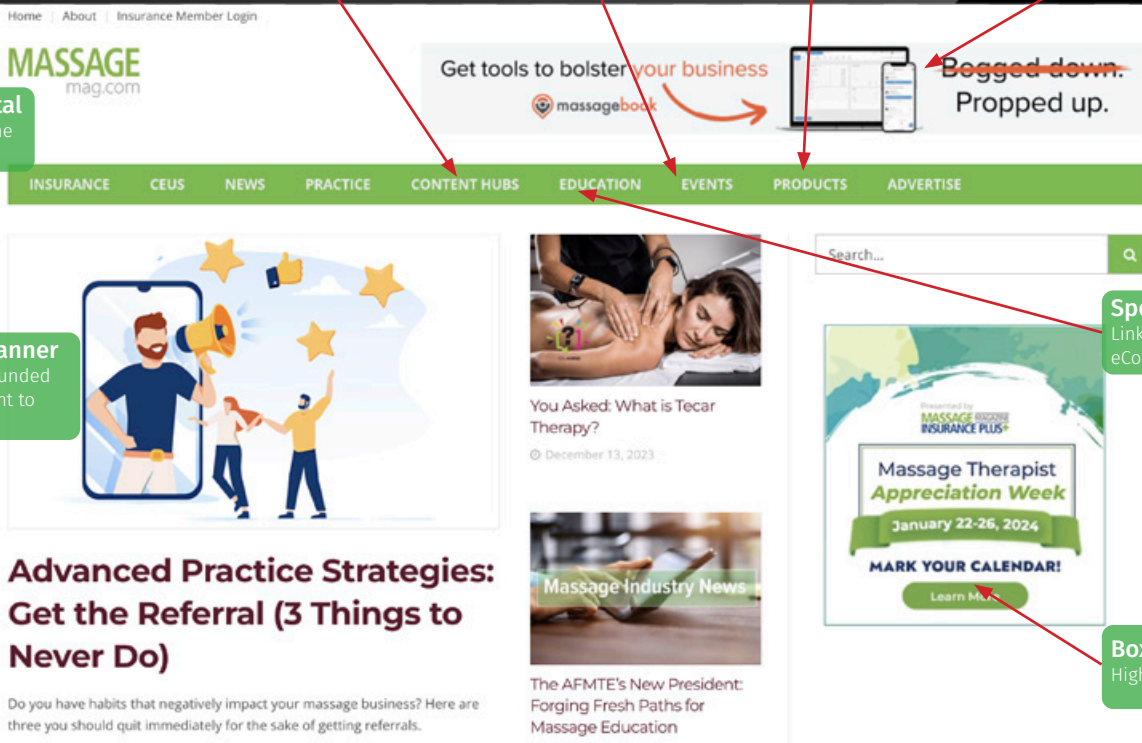 Home About Insurance Member Login
MASSAGE
mag.com
Get tools to bolster your business
massagebook
Bogged down.
Propped up.
tal
ne
INSURANCE CEUS NEWS PRACTICE CONTENT HUBS EDUCATION EVENTS PRODUCTS ADVERTISE
Search...
anner
unded
nt to
You Asked: What is Tecar
Therapy?
December 13, 2023
Spo
Link
eCo
Presented by
MASSAGE MAGAZINE
INSURANCE PLUS+
Massage Therapist
Appreciation Week
January 22-26, 2024
MARK YOUR CALENDAR!
Learn More
Advanced Practice Strategies:
Get the Referral (3 Things to
Never Do)
Do you have habits that negatively impact your massage business? Here are
three you should quit immediately for the sake of getting referrals.
Massage Industry News
The AFMTE's New President:
Forging Fresh Paths for
Massage Education
Box
High